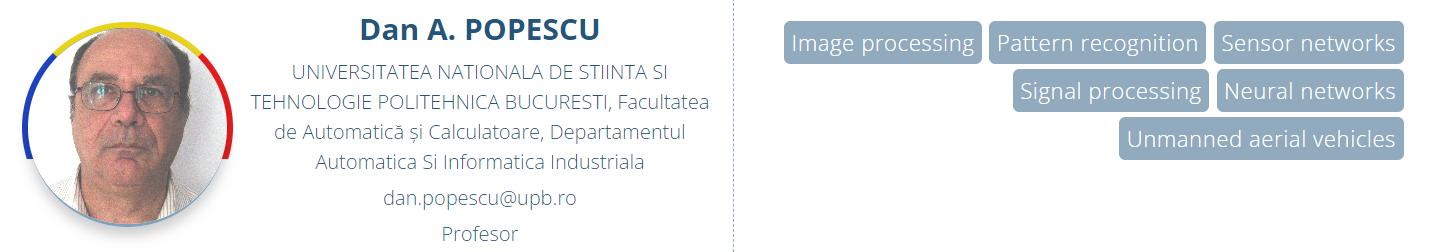 Dan A. POPESCU
UNIVERSITATEA NATIONALA DE STIINTA SI
TEHNOLOGIE POLITEHNICA BUCURESTI, Facultatea
de Automatică și Calculatoare, Departamentul
Automatica Si Informatica Industriala
dan.popescu@upb.ro
Profesor
Image processing Pattern recognition Sensor networks
Signal processing Neural networks
Unmanned aerial vehicles